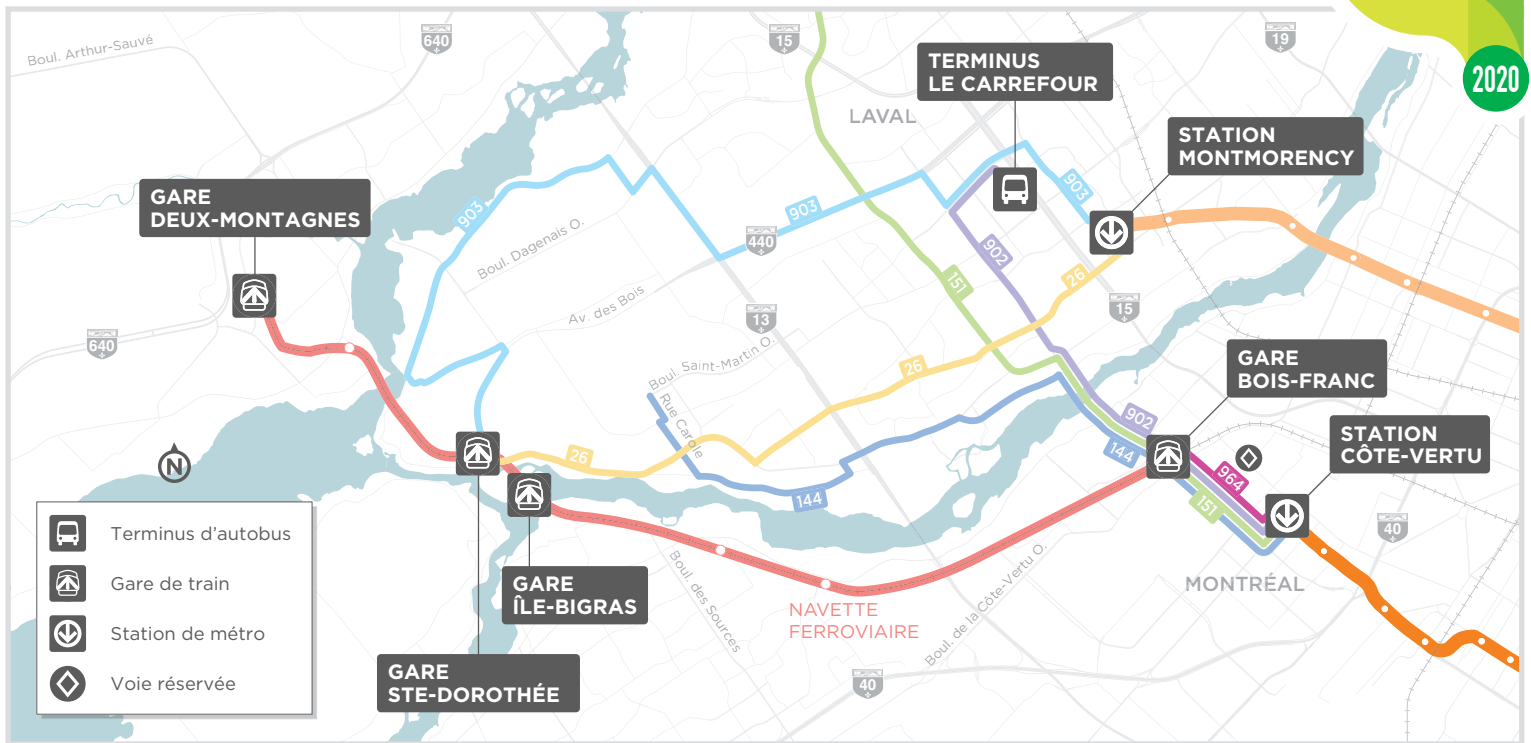 Boul. Arthur-Sauvé
640
15
19
2020
TERMINUS
LE CARREFOUR
LAVAL
STATION
MONTMORENCY
GARE
DEUX-MONTAGNES
903
903
903
Boul. Dagenais O.
440
902
26
151
Av. des Bois
13
15
640
Boul. Saint-Martin O.
26
GARE
BOIS-FRANC
Rue Carole
902
STATION
CÔTE-VERTU
144
26
964
144
151
N
40
Terminus d'autobus
Gare de train
Station de métro
Voie réservée
GARE
ÎLE-BIGRAS
Boul. des Sources
NAVETTE
FERROVIAIRE
Boul. de la Côte-Vertu O.
MONTRÉAL
GARE
STE-DOROTHÉE
40